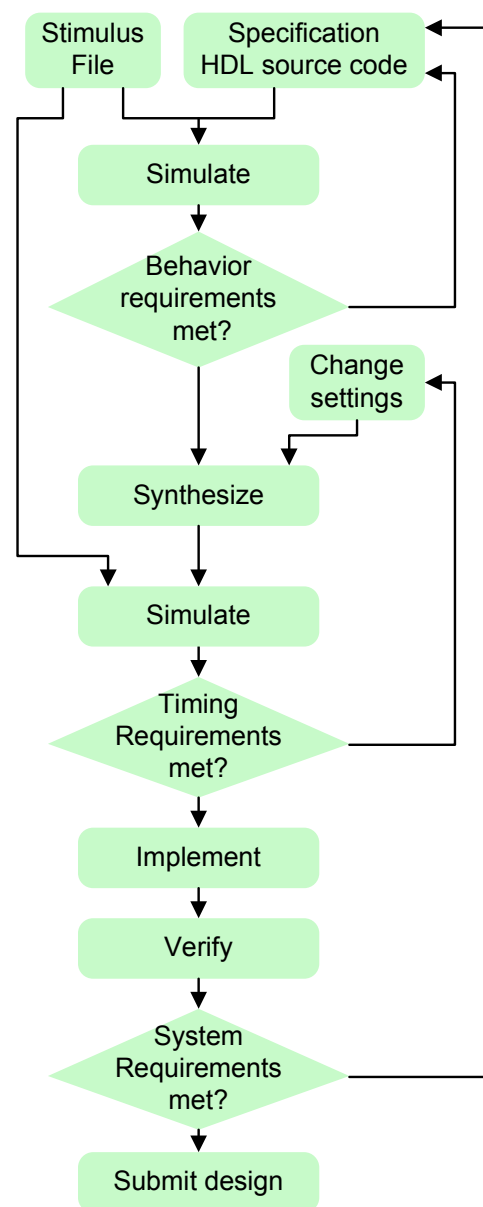 Stimulus
File
Specification
HDL source code
Simulate
Behavior
requirements
met?
Change
settings
Synthesize
Simulate
Timing
Requirements
met?
Implement
Verify
System
Requirements
met?
Submit design